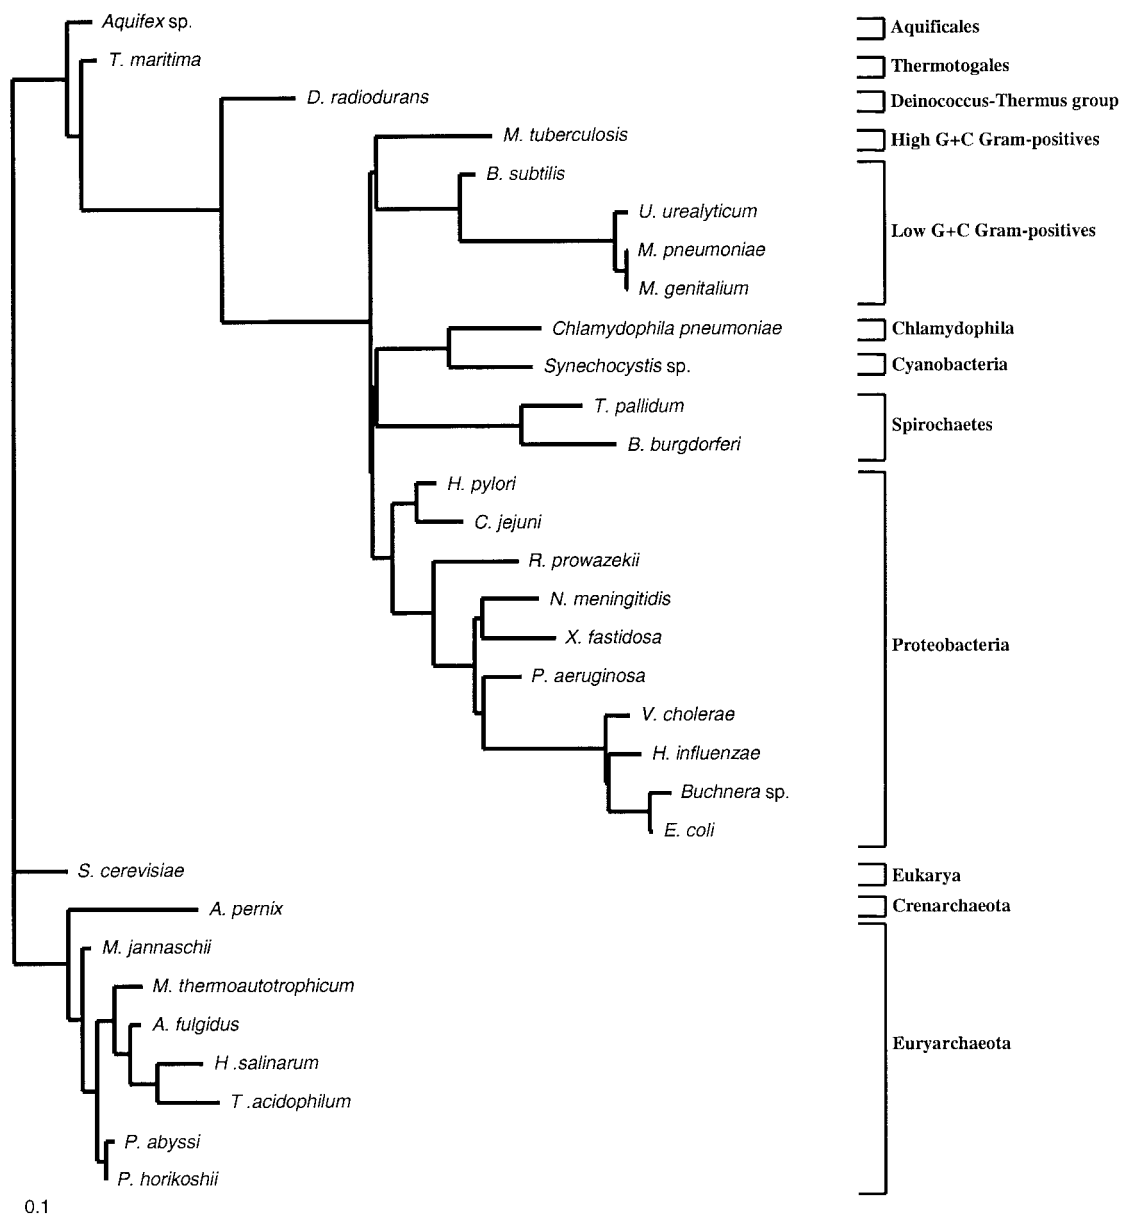 Aquifex sp.
Aquificales
T. maritima
Thermotogales
D. radiodurans
Deinococcus-Thermus group
M. tuberculosis
High G+C Gram-positives
B. subtilis
U. urealyticum
Low G+C Gram-positives
M. pneumoniae
M. genitalium
Chlamydophila pneumoniae
Chlamydophila
Synechocystis sp.
Cyanobacteria
T. pallidum
Spirochaetes
B. burgdorferi
H. pylori
C. jejuni
R. prowazekii
N. meningitidis
X. fastidosa
Proteobacteria
P. aeruginosa
V. cholerae
H. influenzae
Buchnera sp.
E. coli
S. cerevisiae
Eukarya
A. pernix
Crenarchaeota
M. jannaschii
M. thermoautotrophicum
A. fulgidus
Euryarchaeota
H .salinarum
T .acidophilum
P. abyssi
P. horikoshii
0.1